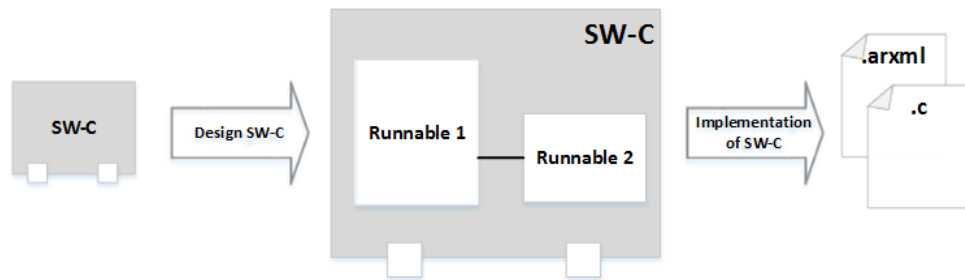 SW-C
Design SW-C
SW-C
Runnable 1
Runnable 2
Implementation
of SW-C
.arxml
.c